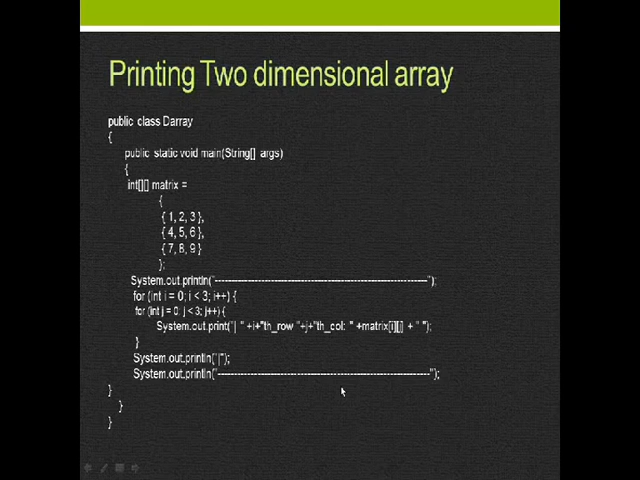 Printing Two dimensional array
public class Darray
{
public static void main(String[] args)
{
int[][] matrix =
{
{ 1, 2, 3 },
{ 4, 5, 6 },
{ 7, 8, 9 }
};
System.out.println("----------------------------------------------------------------");
for (int i = 0; i < 3; i++) {
for (int j = 0; j < 3; j++) {
System.out.print("| " +i+"th_row "+j+"th_col: " +matrix[i][j] + " ");
}
System.out.println("|");
System.out.println("----------------------------------------------------------------");
}
}
}